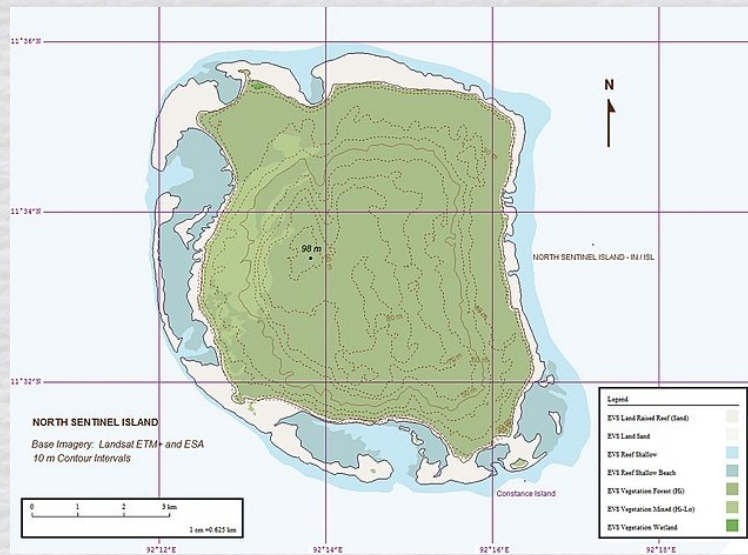 11°36'N
N
11°34'N
98 m
NORTH SENTINEL ISLAND - IN / ISL
80 m
11°32'N
NORTH SENTINEL ISLAND
Base Imagery: Landsat ETM+ and ESA
10 m Contour Intervals
0 1 2 3 km
1 cm =0.625 km
Constance Island
Legend
EVS Land Raised Reef (Sand)
EVS Land Sand
EVS Reef Shallow
EVS Reef Shallow Beach
EVS Vegetation Forest (Hi)
EVS Vegetation Mixed (Hi-Lo)
EVS Vegetation Wetland
92°12'E
92°14'E
92°16'E
92°18'E